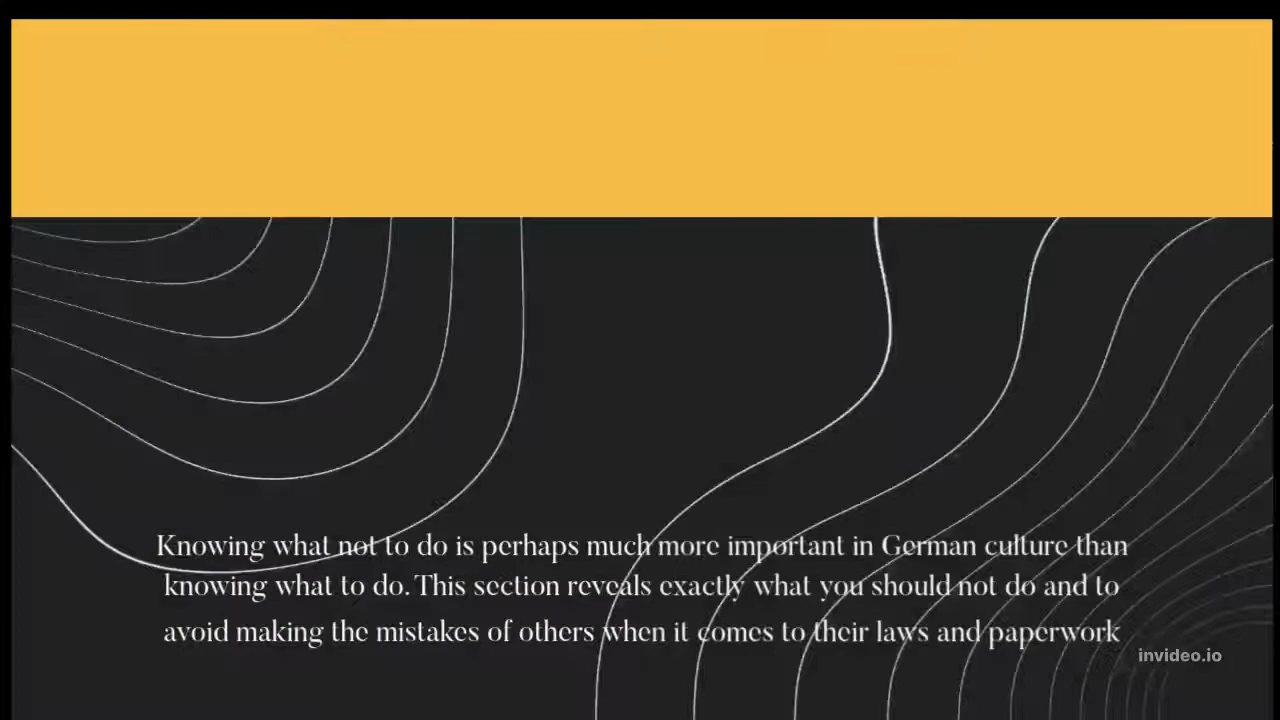 Knowing what not to do is perhaps much more important in German culture than
knowing what to do. This section reveals exactly what you should not do and to
avoid making the mistakes of others when it comes to their laws and paperwork
invideo.io